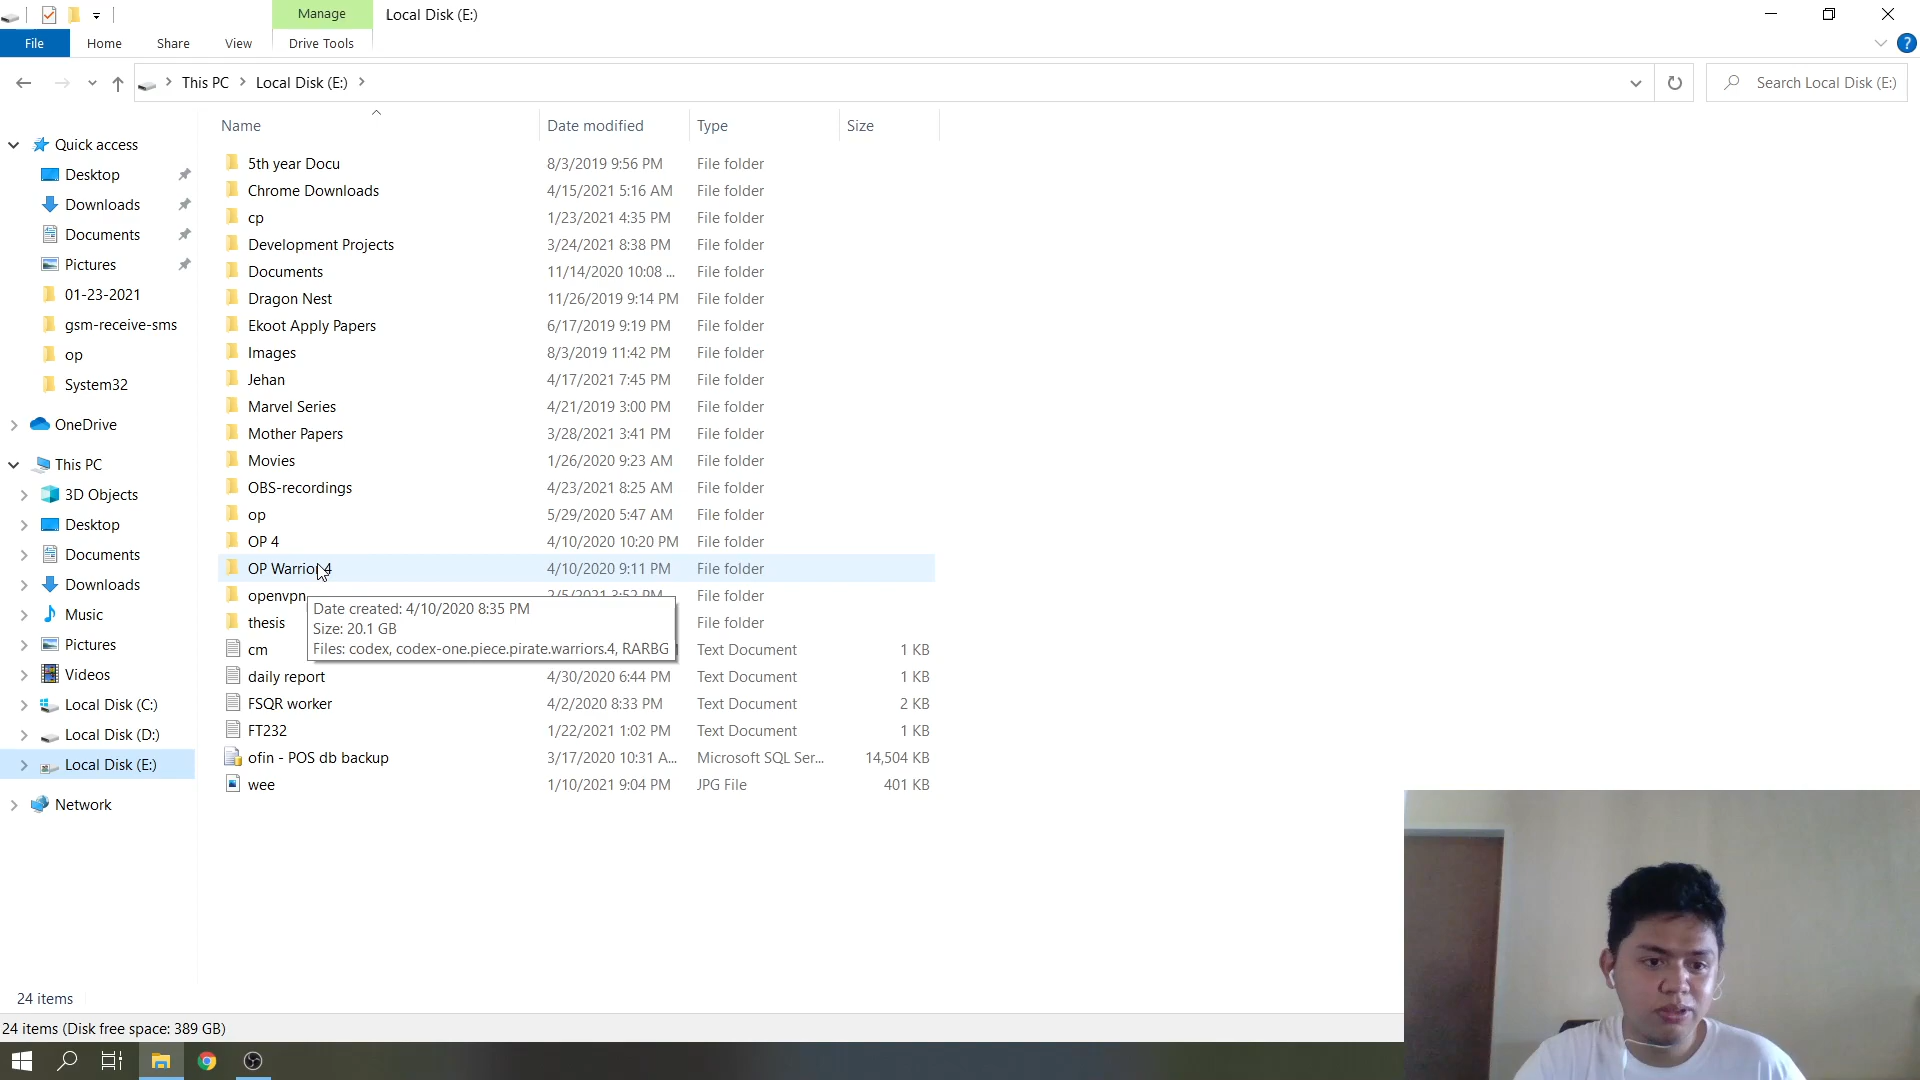 Manage
Local Disk (E:)
File
Home
Share
View
Drive Tools
This PC
Local Disk (E:)
Search Local Disk (E:)
Name
Date modified
Type
Size
Quick access
Desktop
Downloads
Documents
Pictures
01-23-2021
gsm-receive-sms
op
System32
OneDrive
This PC
3D Objects
Desktop
Documents
Downloads
Music
Pictures
Videos
Local Disk (C:)
Local Disk (D:)
Local Disk (E:)
Network
5th year Docu 8/3/2019 9:56 PM File folder
Chrome Downloads 4/15/2021 5:16 AM File folder
cp 1/23/2021 4:35 PM File folder
Development Projects 3/24/2021 8:38 PM File folder
Documents 11/14/2020 10:08 ... File folder
Dragon Nest 11/26/2019 9:14 PM File folder
Ekoot Apply Papers 6/17/2019 9:19 PM File folder
Images 8/3/2019 11:42 PM File folder
Jehan 4/17/2021 7:45 PM File folder
Marvel Series 4/21/2019 3:00 PM File folder
Mother Papers 3/28/2021 3:41 PM File folder
Movies 1/26/2020 9:23 AM File folder
OBS-recordings 4/23/2021 8:25 AM File folder
op 5/29/2020 5:47 AM File folder
OP 4 4/10/2020 10:20 PM File folder
OP Warrior 4 4/10/2020 9:11 PM File folder
openvpn 2/5/2021 3:52 PM File folder
thesis File folder
cm Text Document 1 KB
daily report 4/30/2020 6:44 PM Text Document 1 KB
FSQR worker 4/2/2020 8:33 PM Text Document 2 KB
FT232 1/22/2021 1:02 PM Text Document 1 KB
ofin - POS db backup 3/17/2020 10:31 A... Microsoft SQL Ser... 14,504 KB
wee 1/10/2021 9:04 PM JPG File 401 KB
Date created: 4/10/2020 8:35 PM
Size: 20.1 GB
Files: codex, codex-one.piece.pirate.warriors.4, RARBG
24 items
24 items (Disk free space: 389 GB)